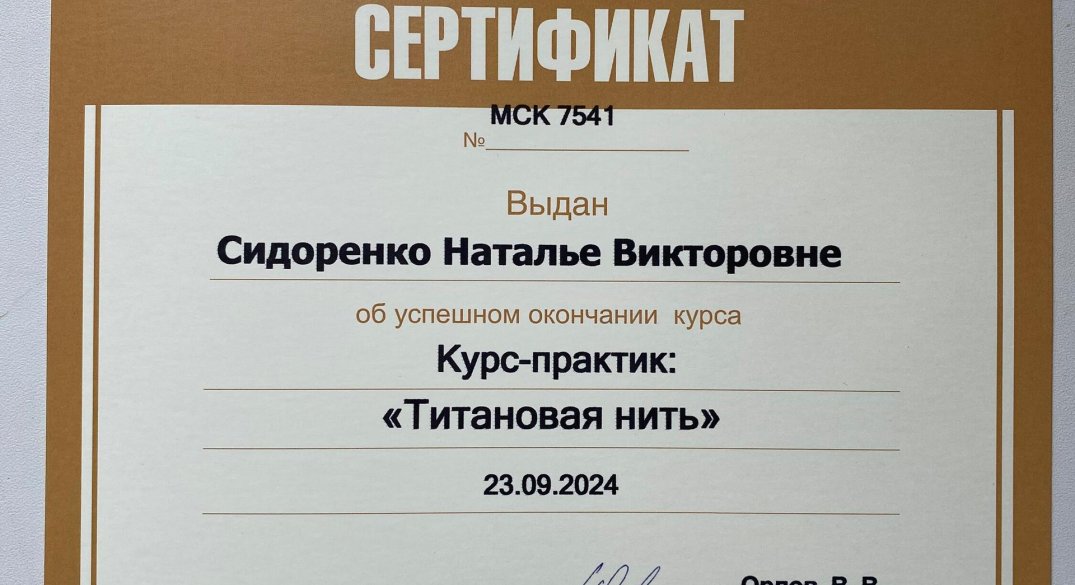 СЕРТИФИКАТ
МСК 7541
№
Выдан
Сидоренко Наталье Викторовне
об успешном окончании курса
Курс-практик:
«Титановая нить»
23.09.2024
Орлов В. В.